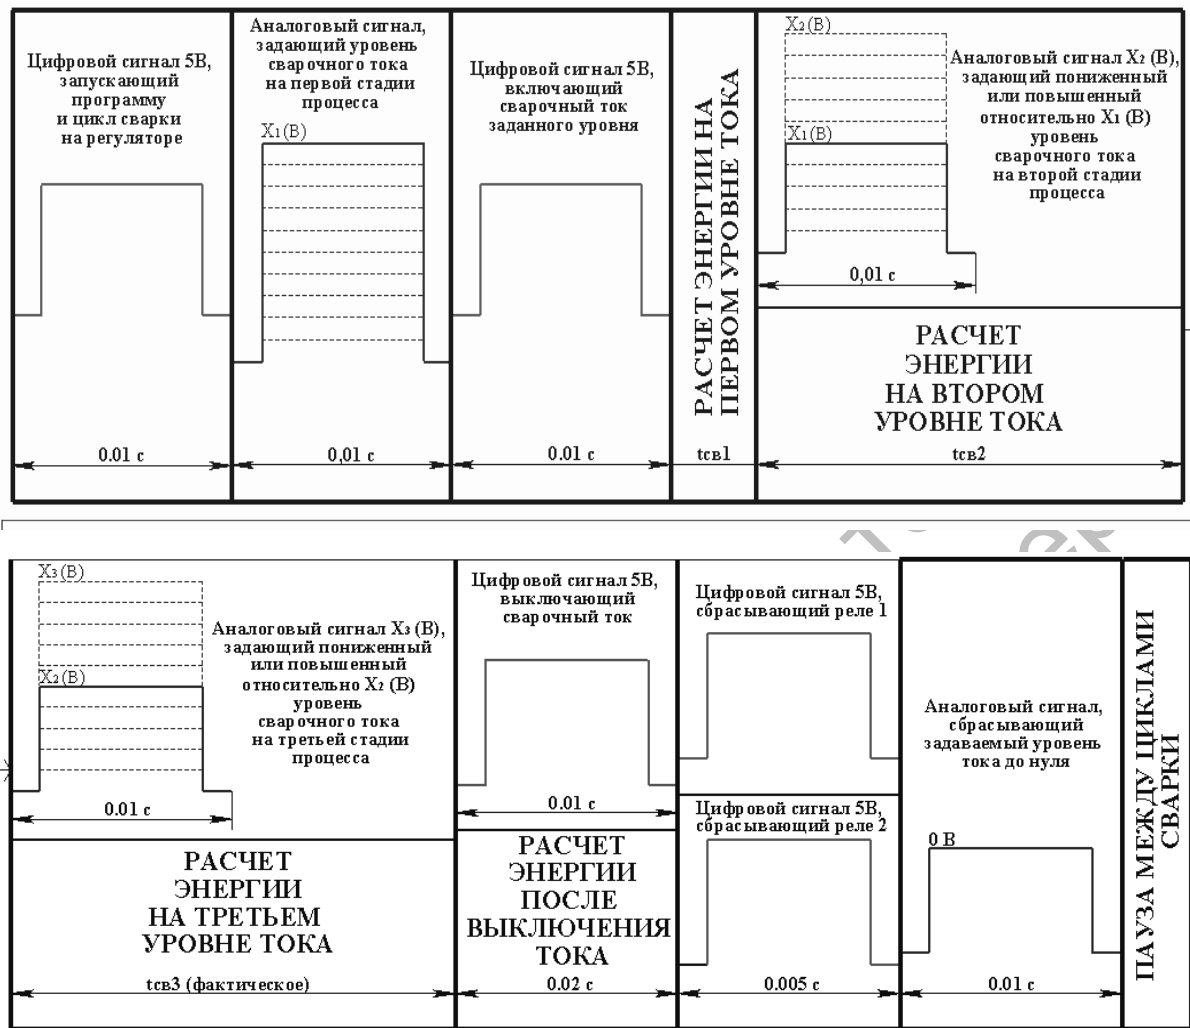 Цифровой сигнал 5В,
запускающий
программу
и цикл сварки
на регуляторе
0.01 с
Аналоговый сигнал,
задающий уровень
сварочного тока
на первой стадии
процесса
X1(В)
0,01 с
Цифровой сигнал 5В,
включающий
сварочный ток
заданного уровня
0.01 с
РАСЧЕТ ЭНЕРГИИ НА
ПЕРВОМ УРОВНЕ ТОКА
tсв1
X2(В)
X1(В)
0,01 с
Аналоговый сигнал X2 (В),
задающий пониженный
или повышенный
относительно X1 (В)
уровень
сварочного тока
на второй стадии
процесса
РАСЧЕТ
ЭНЕРГИИ
НА ВТОРОМ
УРОВНЕ ТОКА
tсв2
X3(В)
X2(В)
0.01 с
Аналоговый сигнал X3 (В),
задающий пониженный
или повышенный
относительно X2 (В)
уровень
сварочного тока
на третьей стадии
процесса
РАСЧЕТ
ЭНЕРГИИ
НА ТРЕТЬЕМ
УРОВНЕ ТОКА
tсв3 (фактическое)
Цифровой сигнал 5В,
выключающий
сварочный ток
0.01 с
РАСЧЕТ
ЭНЕРГИИ
ПОСЛЕ
ВЫКЛЮЧЕНИЯ
ТОКА
0.02 с
Цифровой сигнал 5В,
сбрасывающий реле 1
Цифровой сигнал 5В,
сбрасывающий реле 2
0.005 с
Аналоговый сигнал,
сбрасывающий
задаваемый уровень
тока до нуля
0 В
0.01 с
ПАУЗА МЕЖДУ ЦИКЛАМИ
СВАРКИ